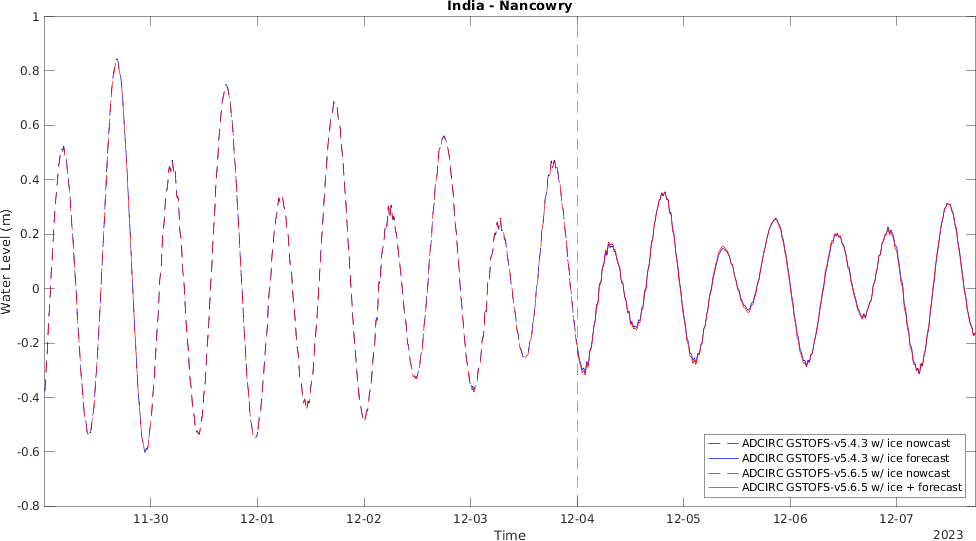 India - Nancowry
1
0.8
0.6
0.4
0.2
0
-0.2
-0.4
-0.6
-0.8
Water Level (m)
11-30
12-01
12-02
12-03
12-04
12-05
12-06
12-07
Time
2023
ADCIRC GSTOFS-v5.4.3 w/ ice nowcast
ADCIRC GSTOFS-v5.4.3 w/ ice forecast
ADCIRC GSTOFS-v5.6.5 w/ ice nowcast
ADCIRC GSTOFS-v5.6.5 w/ ice + forecast